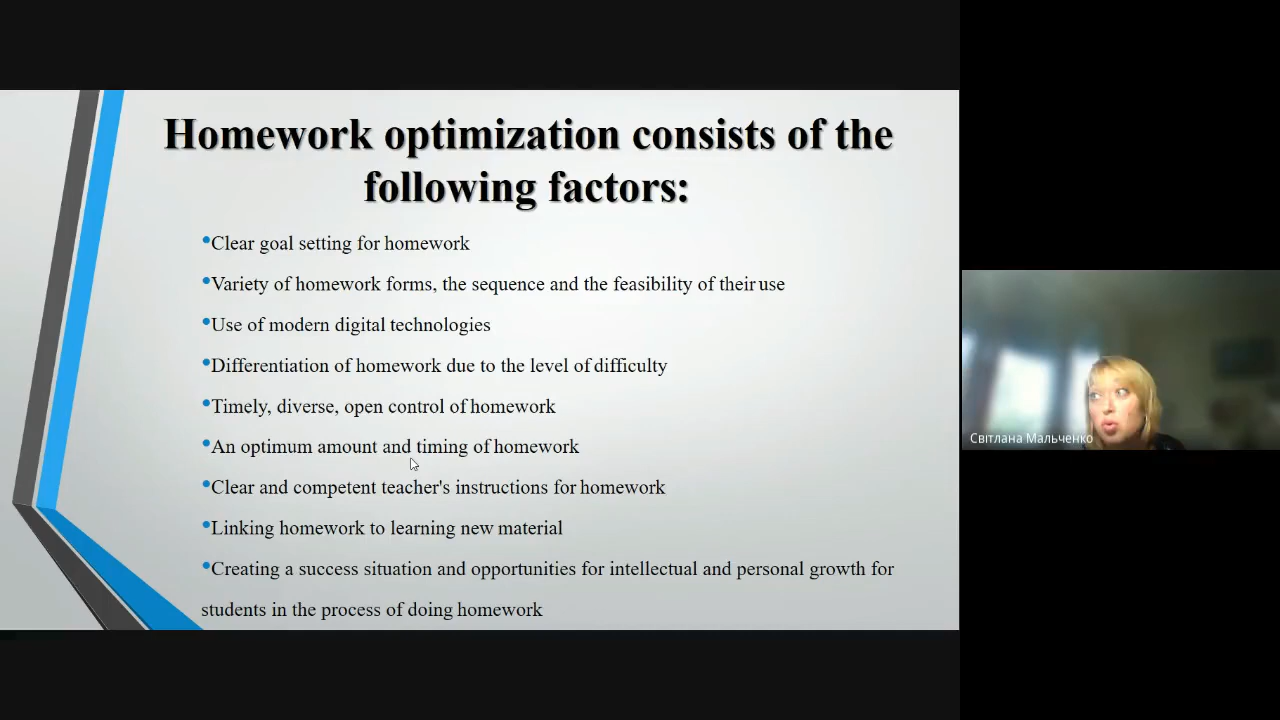 Homework optimization consists of the
following factors:
•Clear goal setting for homework
•Variety of homework forms, the sequence and the feasibility of their use
•Use of modern digital technologies
•Differentiation of homework due to the level of difficulty
•Timely, diverse, open control of homework
•An optimum amount and timing of homework
•Clear and competent teacher's instructions for homework
•Linking homework to learning new material
•Creating a success situation and opportunities for intellectual and personal growth for
students in the process of doing homework
Світлана Мальченко